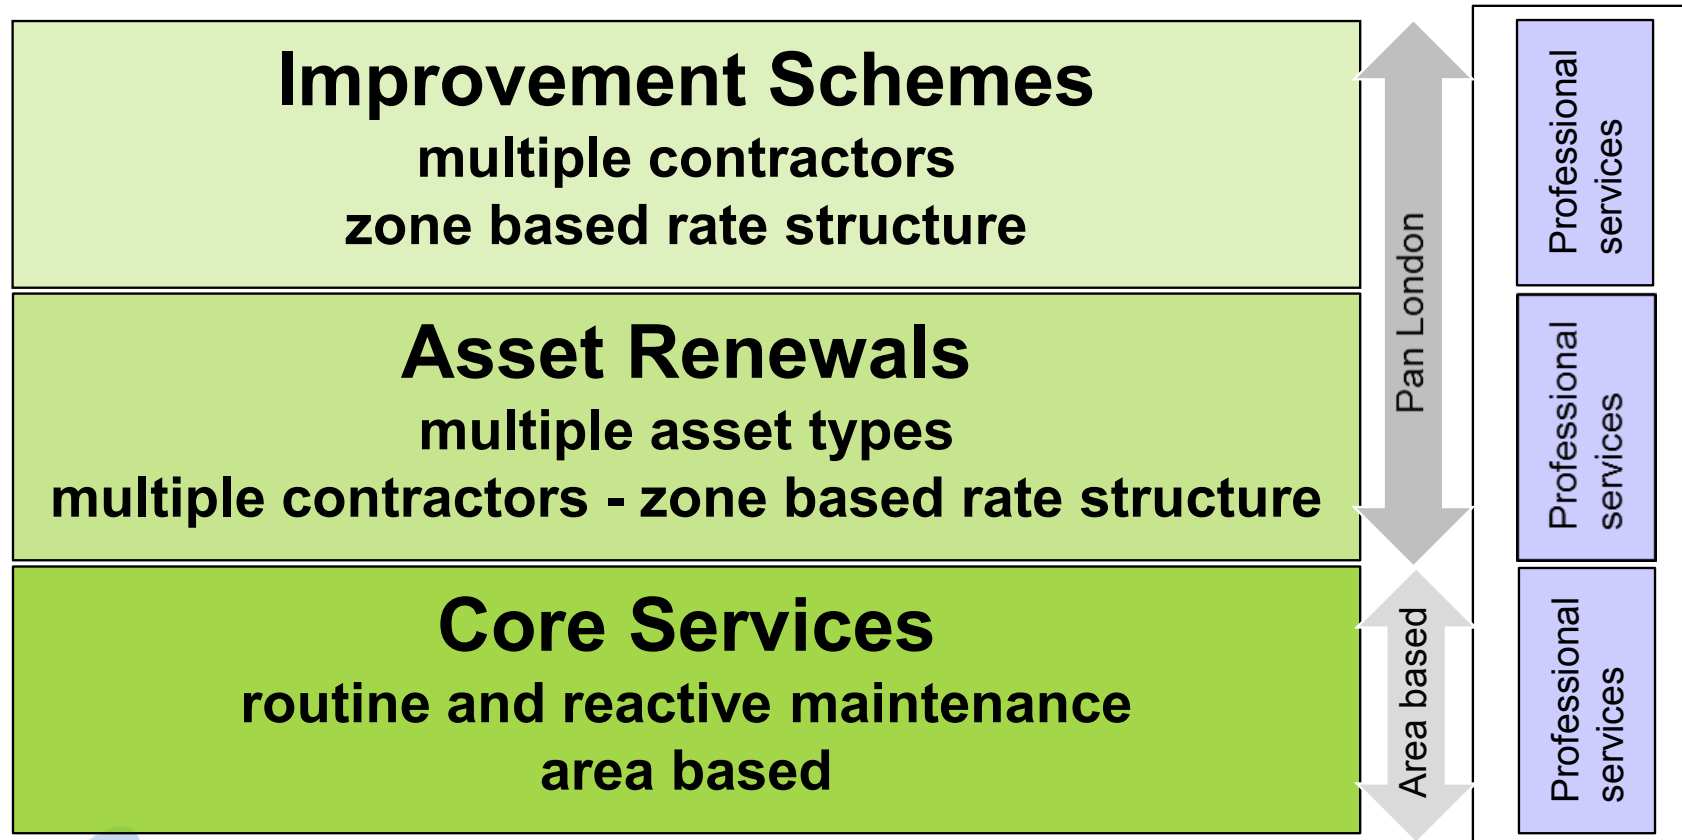 Improvement Schemes
multiple contractors
zone based rate structure
Asset Renewals
multiple asset types
multiple contractors - zone based rate structure
Core Services
routine and reactive maintenance
area based
Pan London
Area based
Professional
services
Professional
services
Professional
services